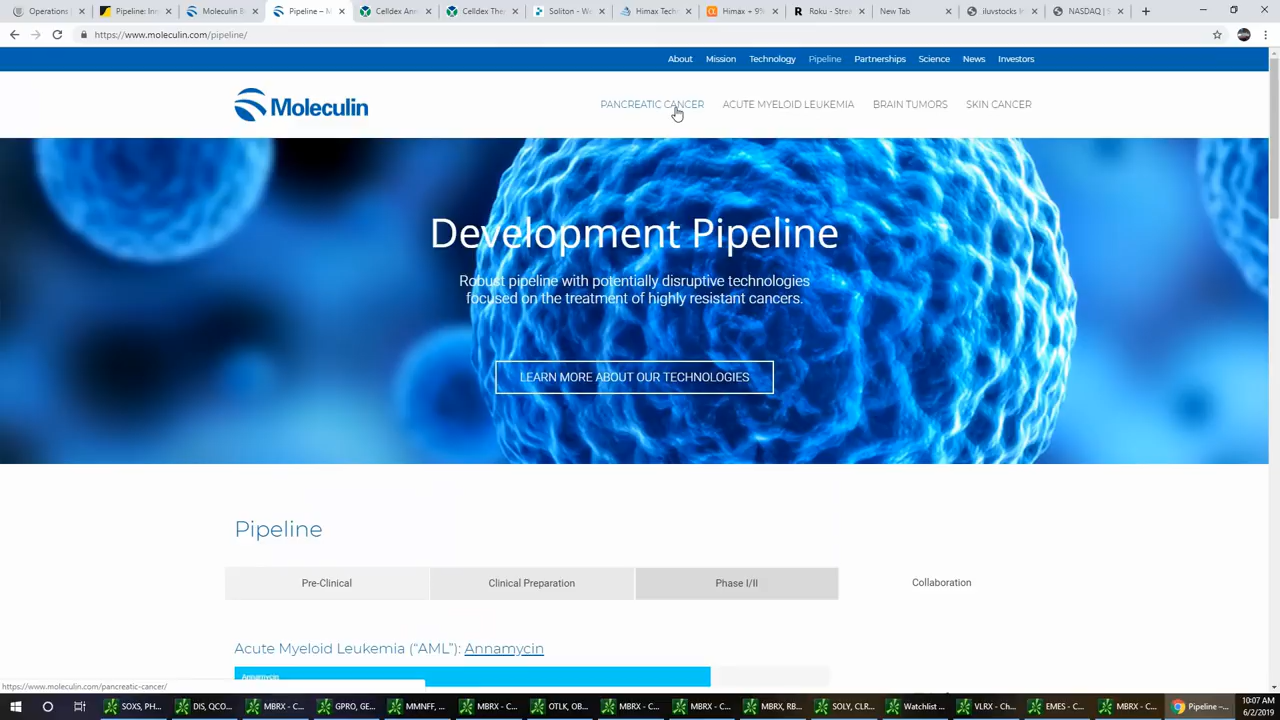 Operations
Pipeline: Ind
Moleculin B
Pipeline – M
Celldex Ann
Celldex The
Soliton - We
Himax Tech
Himax + 95
Roku - Strea
New Tab
iluvstocks
NASDAQ | S
https://www.moleculin.com/pipeline/
About Mission Technology Pipeline Partnerships Science News Investors
Moleculin
PANCREATIC CANCER ACUTE MYELOID LEUKEMIA BRAIN TUMORS SKIN CANCER
Development Pipeline
Robust pipeline with potentially disruptive technologies
focused on the treatment of highly resistant cancers.
LEARN MORE ABOUT OUR TECHNOLOGIES
Pipeline
Pre-Clinical Clinical Preparation Phase I/II Collaboration
Acute Myeloid Leukemia (“AML”): Annamycin
Annamycin
https://www.moleculin.com/pancreatic-cancer/
SOXS, PSH... DIS, QCO... MBRX - C... GPRO, GE... MMNFF, ... MBRX - C... OTLK, OB... MBRX - C... MBRX - C... MBRX, RB... SOLY, CLR... Watchlist ... VLRX - Ch... EMES - C... MBRX - C... Pipeline –...
10:07 AM
6/2/2019